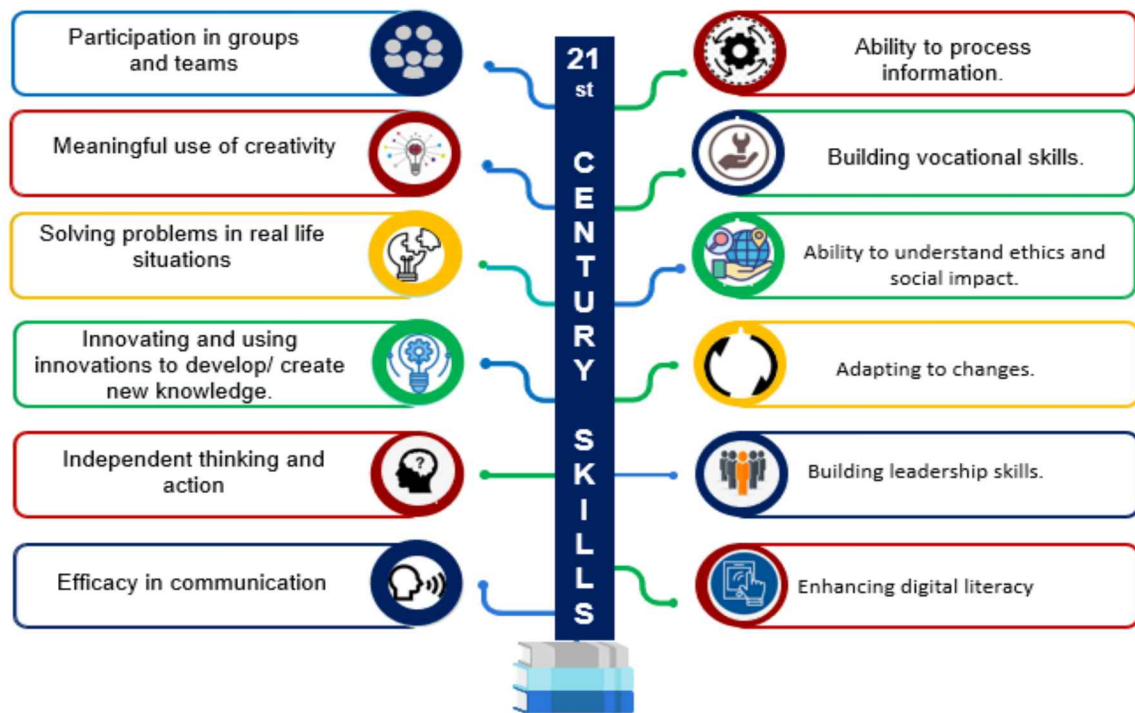 Participation in groups
and teams
Meaningful use of creativity
Solving problems in real life
situations
Innovating and using
innovations to develop/ create
new knowledge.
Independent thinking and
action
Efficacy in communication
21
st
CENTURY
SKILLS
Ability to process
information.
Building vocational skills.
Ability to understand ethics and
social impact.
Adapting to changes.
Building leadership skills.
Enhancing digital literacy
?